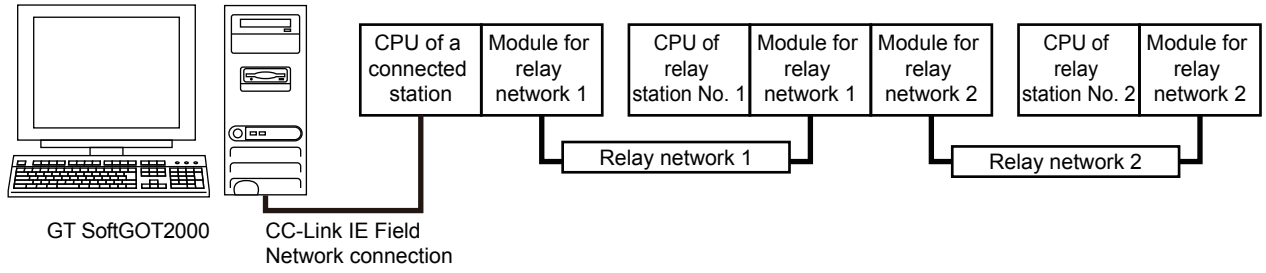 CPU of a
connected
station
Module for
relay
network 1
CPU of
relay
station No. 1
Module for
relay
network 1
Module for
relay
network 2
CPU of
relay
station No. 2
Module for
relay
network 2
Relay network 1
Relay network 2
GT SoftGOT2000
CC-Link IE Field
Network connection